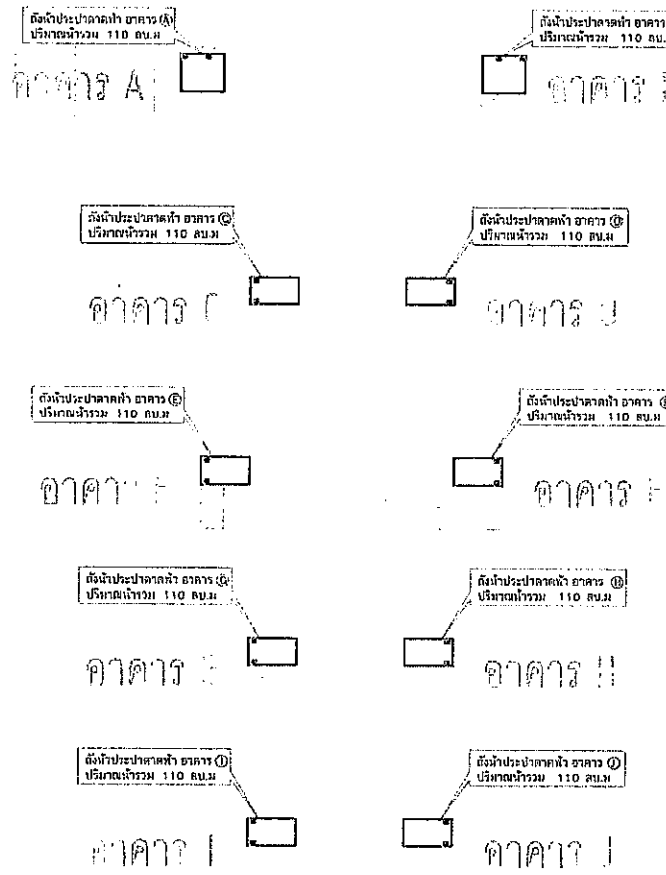 ถังน้ำประปาดาดฟ้า อาคาร Ⓐ
ปริมาณน้ำรวม 110 ลบ.ม
อาคาร A
ถังน้ำประปาดาดฟ้า อาคาร
ปริมาณน้ำรวม 110 ลบ.
อาคาร
ถังน้ำประปาดาดฟ้า อาคาร Ⓒ
ปริมาณน้ำรวม 110 ลบ.ม
อาคาร C
ถังน้ำประปาดาดฟ้า อาคาร Ⓓ
ปริมาณน้ำรวม 110 ลบ.ม
อาคาร
ถังน้ำประปาดาดฟ้า อาคาร Ⓔ
ปริมาณน้ำรวม 110 ลบ.ม
อาคาร
ถังน้ำประปาดาดฟ้า อาคาร
ปริมาณน้ำรวม 110 ลบ.ม
อาคาร
ถังน้ำประปาดาดฟ้า อาคาร Ⓖ
ปริมาณน้ำรวม 110 ลบ.ม
อาคาร
ถังน้ำประปาดาดฟ้า อาคาร Ⓗ
ปริมาณน้ำรวม 110 ลบ.ม
อาคาร H
ถังน้ำประปาดาดฟ้า อาคาร Ⓘ
ปริมาณน้ำรวม 110 ลบ.ม
อาคาร I
ถังน้ำประปาดาดฟ้า อาคาร Ⓙ
ปริมาณน้ำรวม 110 ลบ.ม
อาคาร J